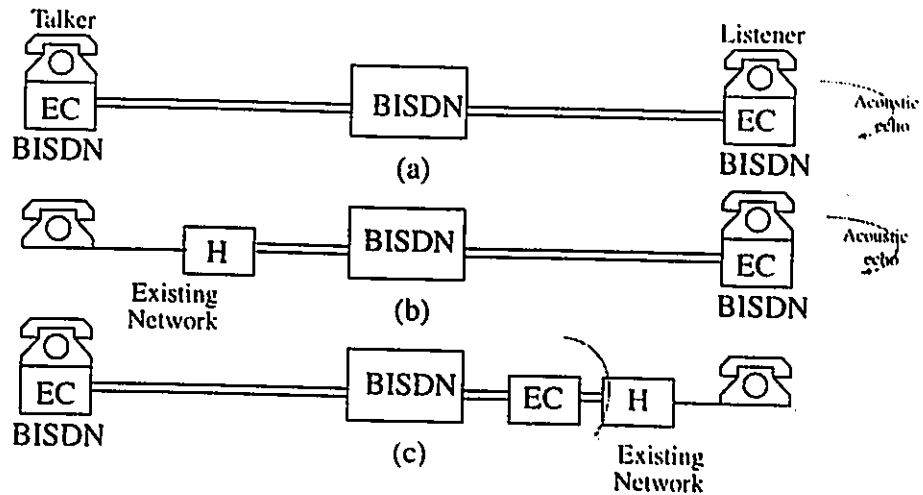 Talker
Listener
EC
BISDN
EC
Acoustic
echo
BISDN
BISDN
(a)
H
BISDN
EC
Acoustic
echo
Existing
Network
(b)
BISDN
EC
BISDN
EC
H
BISDN
(c)
Existing
Network